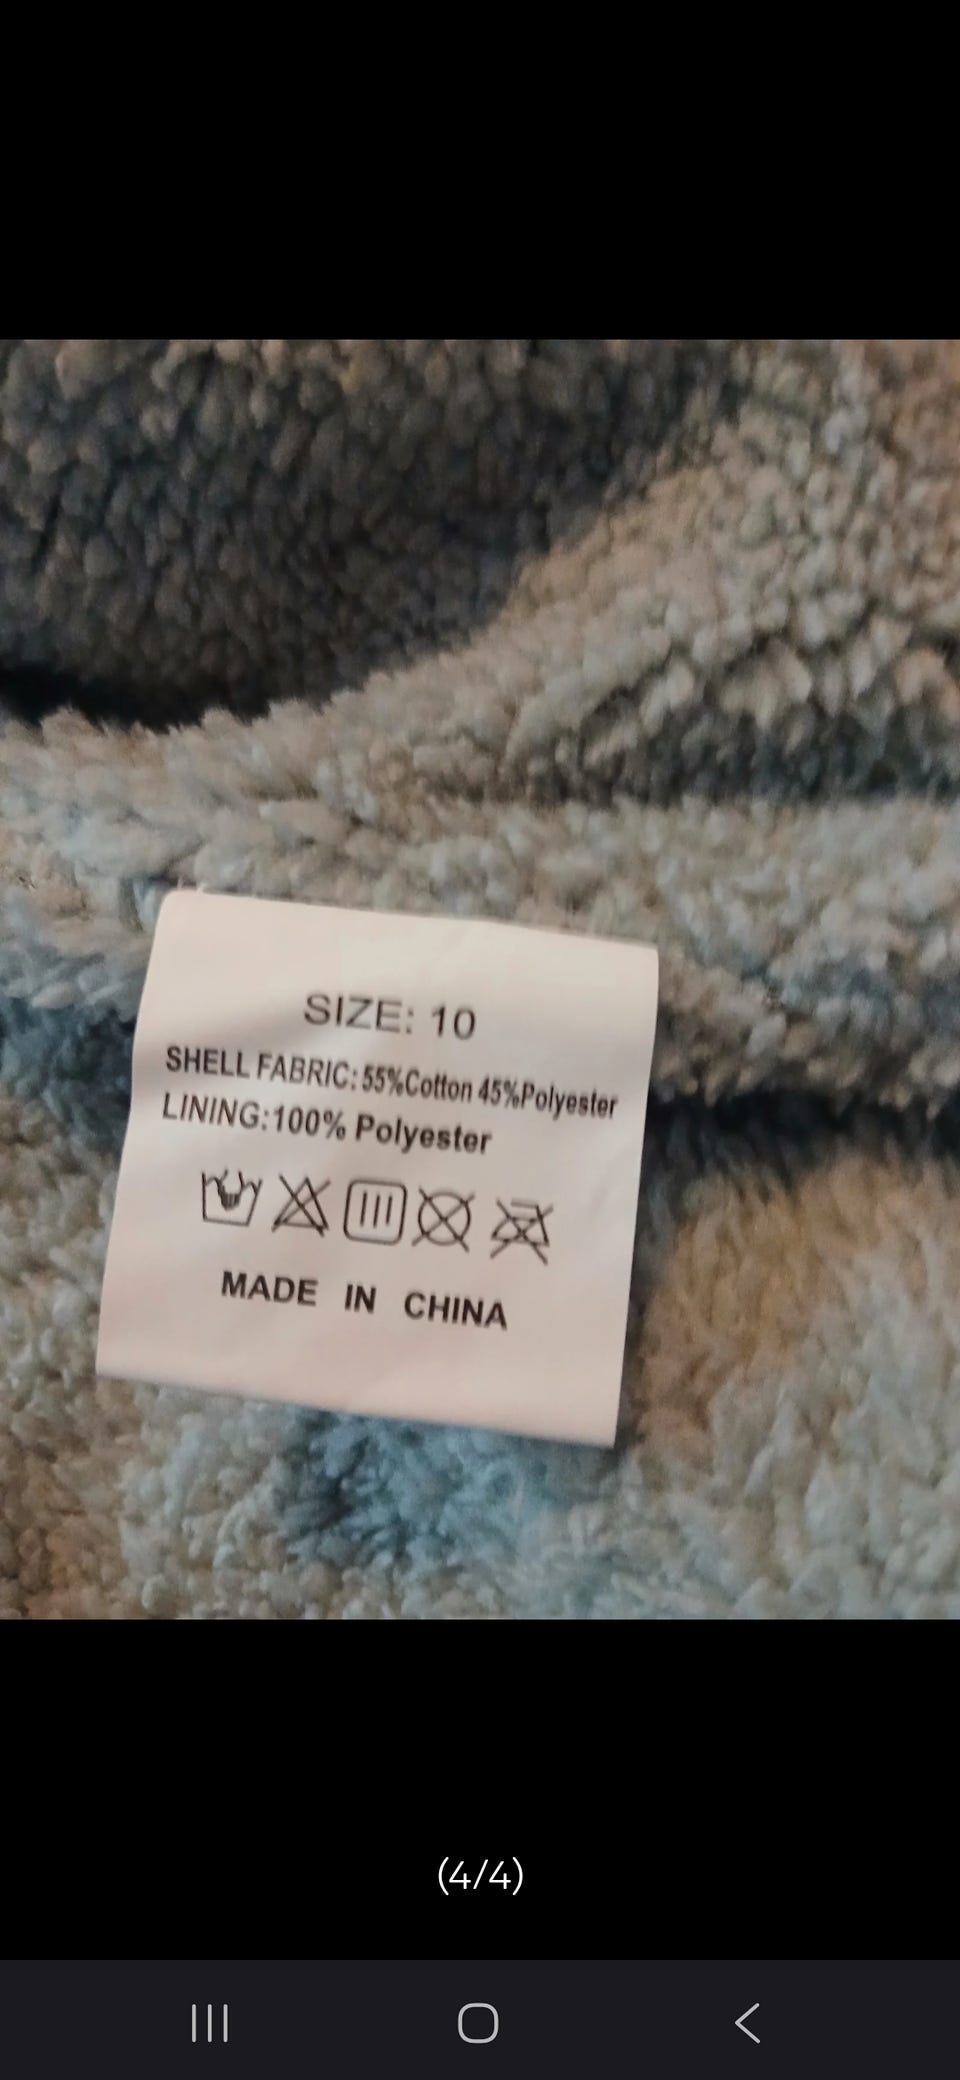 SIZE: 10
SHELL FABRIC: 55%Cotton 45%Polyester
LINING:100% Polyester
MADE IN CHINA
(4/4)